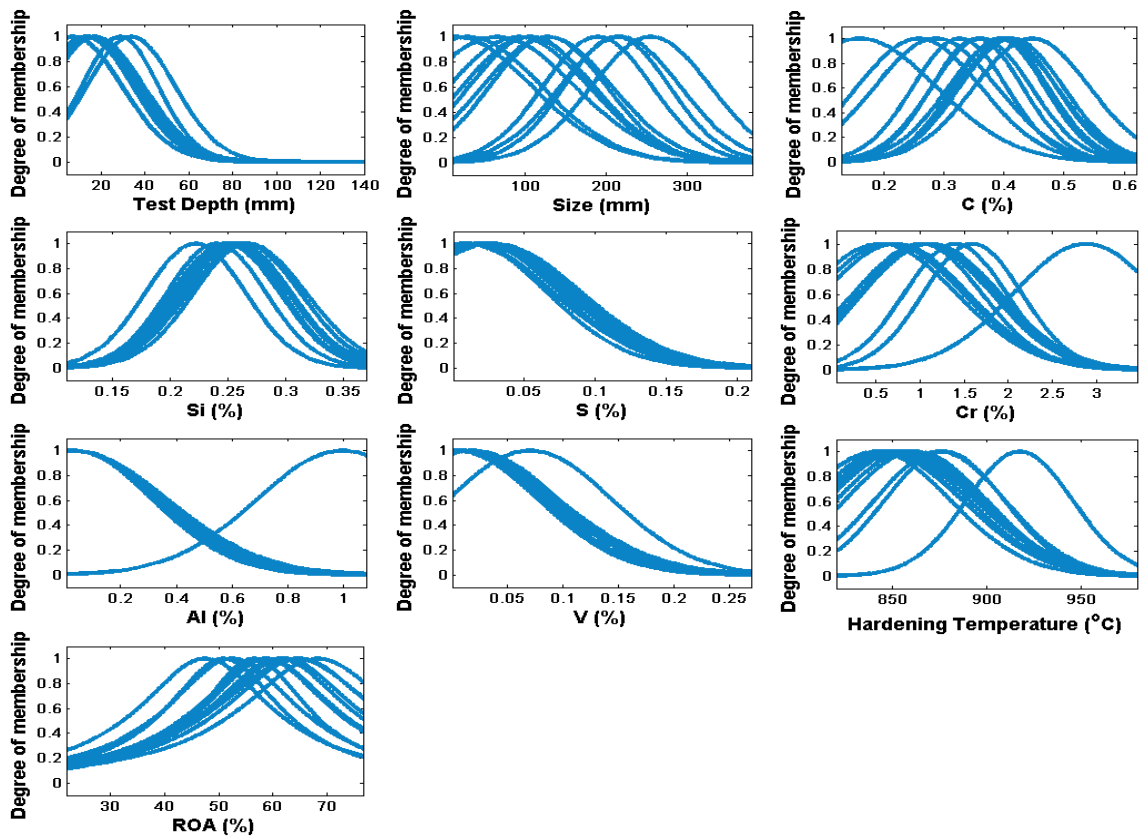 Degree of membership
1
0.8
0.6
0.4
0.2
0
20 40 60 80 100 120 140
Test Depth (mm)
Degree of membership
1
0.8
0.6
0.4
0.2
0
100 200 300
Size (mm)
Degree of membership
1
0.8
0.6
0.4
0.2
0
0.2 0.3 0.4 0.5 0.6
C (%)
Degree of membership
1
0.8
0.6
0.4
0.2
0
0.15 0.2 0.25 0.3 0.35
Si (%)
Degree of membership
1
0.8
0.6
0.4
0.2
0
0.05 0.1 0.15 0.2
S (%)
Degree of membership
1
0.8
0.6
0.4
0.2
0
0.5 1 1.5 2 2.5 3
Cr (%)
Degree of membership
1
0.8
0.6
0.4
0.2
0
0.2 0.4 0.6 0.8 1
Al (%)
Degree of membership
1
0.8
0.6
0.4
0.2
0
0.05 0.1 0.15 0.2 0.25
V (%)
Degree of membership
1
0.8
0.6
0.4
0.2
0
850 900 950
Hardening Temperature (°C)
Degree of membership
1
0.8
0.6
0.4
0.2
0
30 40 50 60 70
ROA (%)